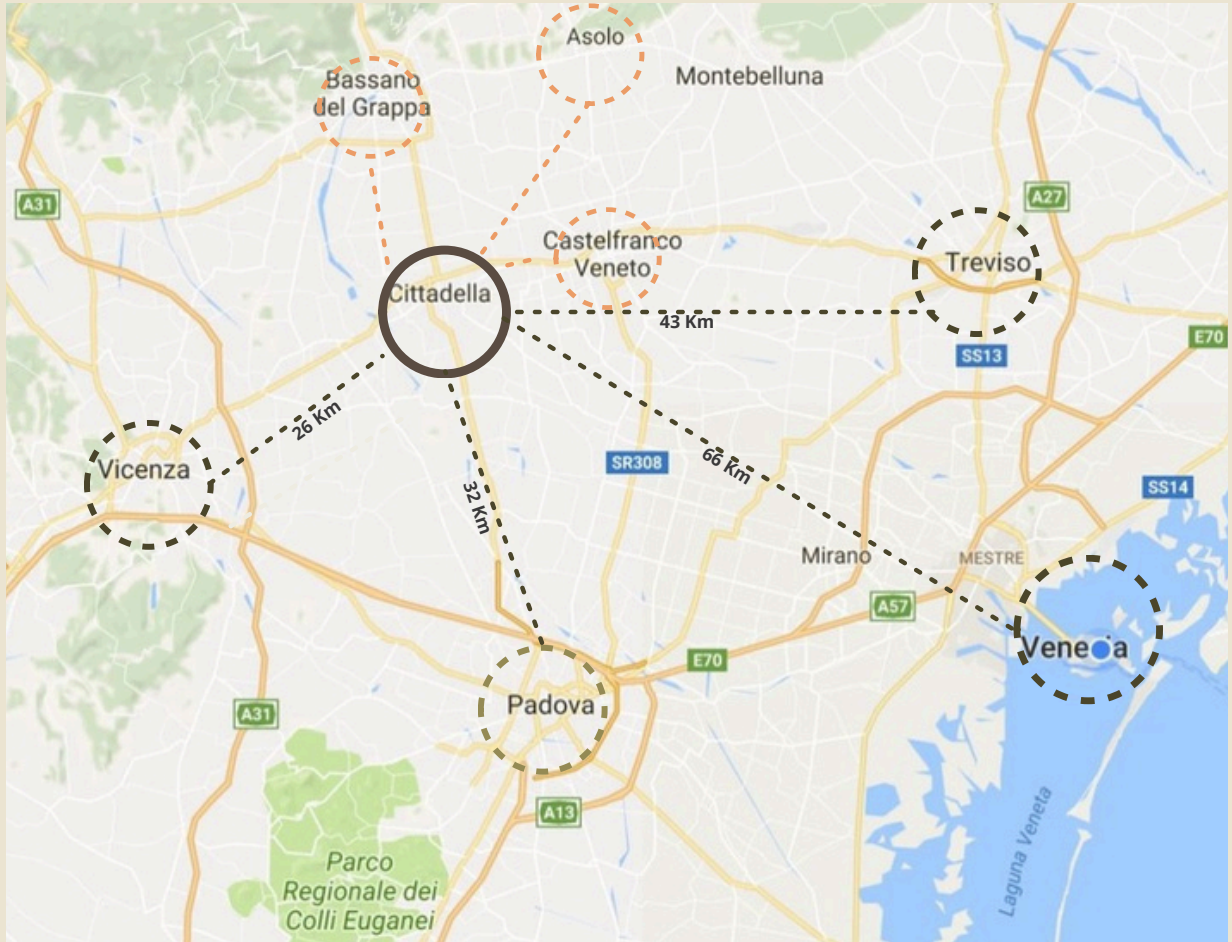 Asolo
Montebelluna
Bassano
del Grappa
A31
A27
Castelfranco
Veneto
Treviso
Cittadella
43 Km
E70
SS13
26 Km
Vicenza
SR308
66 Km
SS14
32 Km
Mirano
MESTRE
A57
Vene
a
E70
Padova
A31
A13
Laguna Veneta
Parco
Regionale dei
Colli Euganei